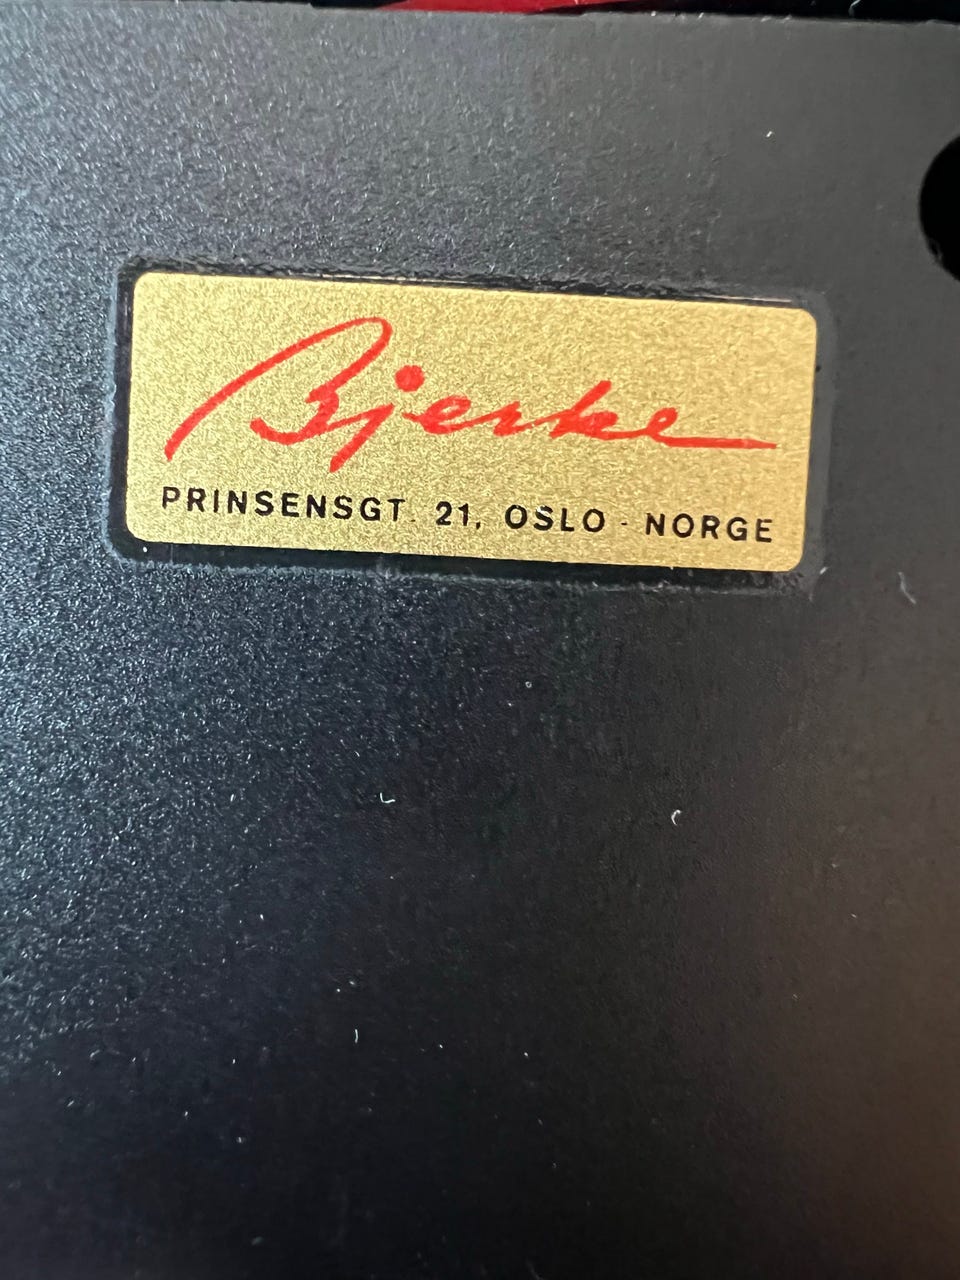 Bjerke
PRINSENSGT. 21, OSLO - NORGE